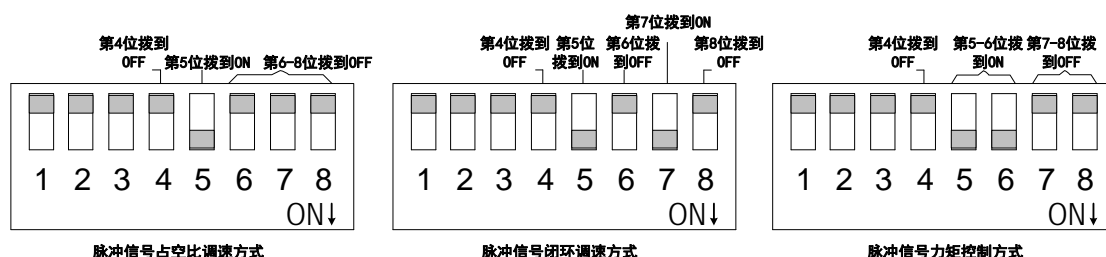 第4位拨到
OFF
第5位拨到ON
第6-8位拨到OFF
1 2 3 4 5 6 7 8
ON↓
脉冲信号占空比调速方式
第7位拨到ON
第4位拨到
OFF
第5位
拨到ON
第6位拨
到OFF
第8位拨到
OFF
1 2 3 4 5 6 7 8
ON↓
脉冲信号闭环调速方式
第4位拨到
OFF
第5-6位拨
到ON
第7-8位拨
到OFF
1 2 3 4 5 6 7 8
ON↓
脉冲信号力矩控制方式